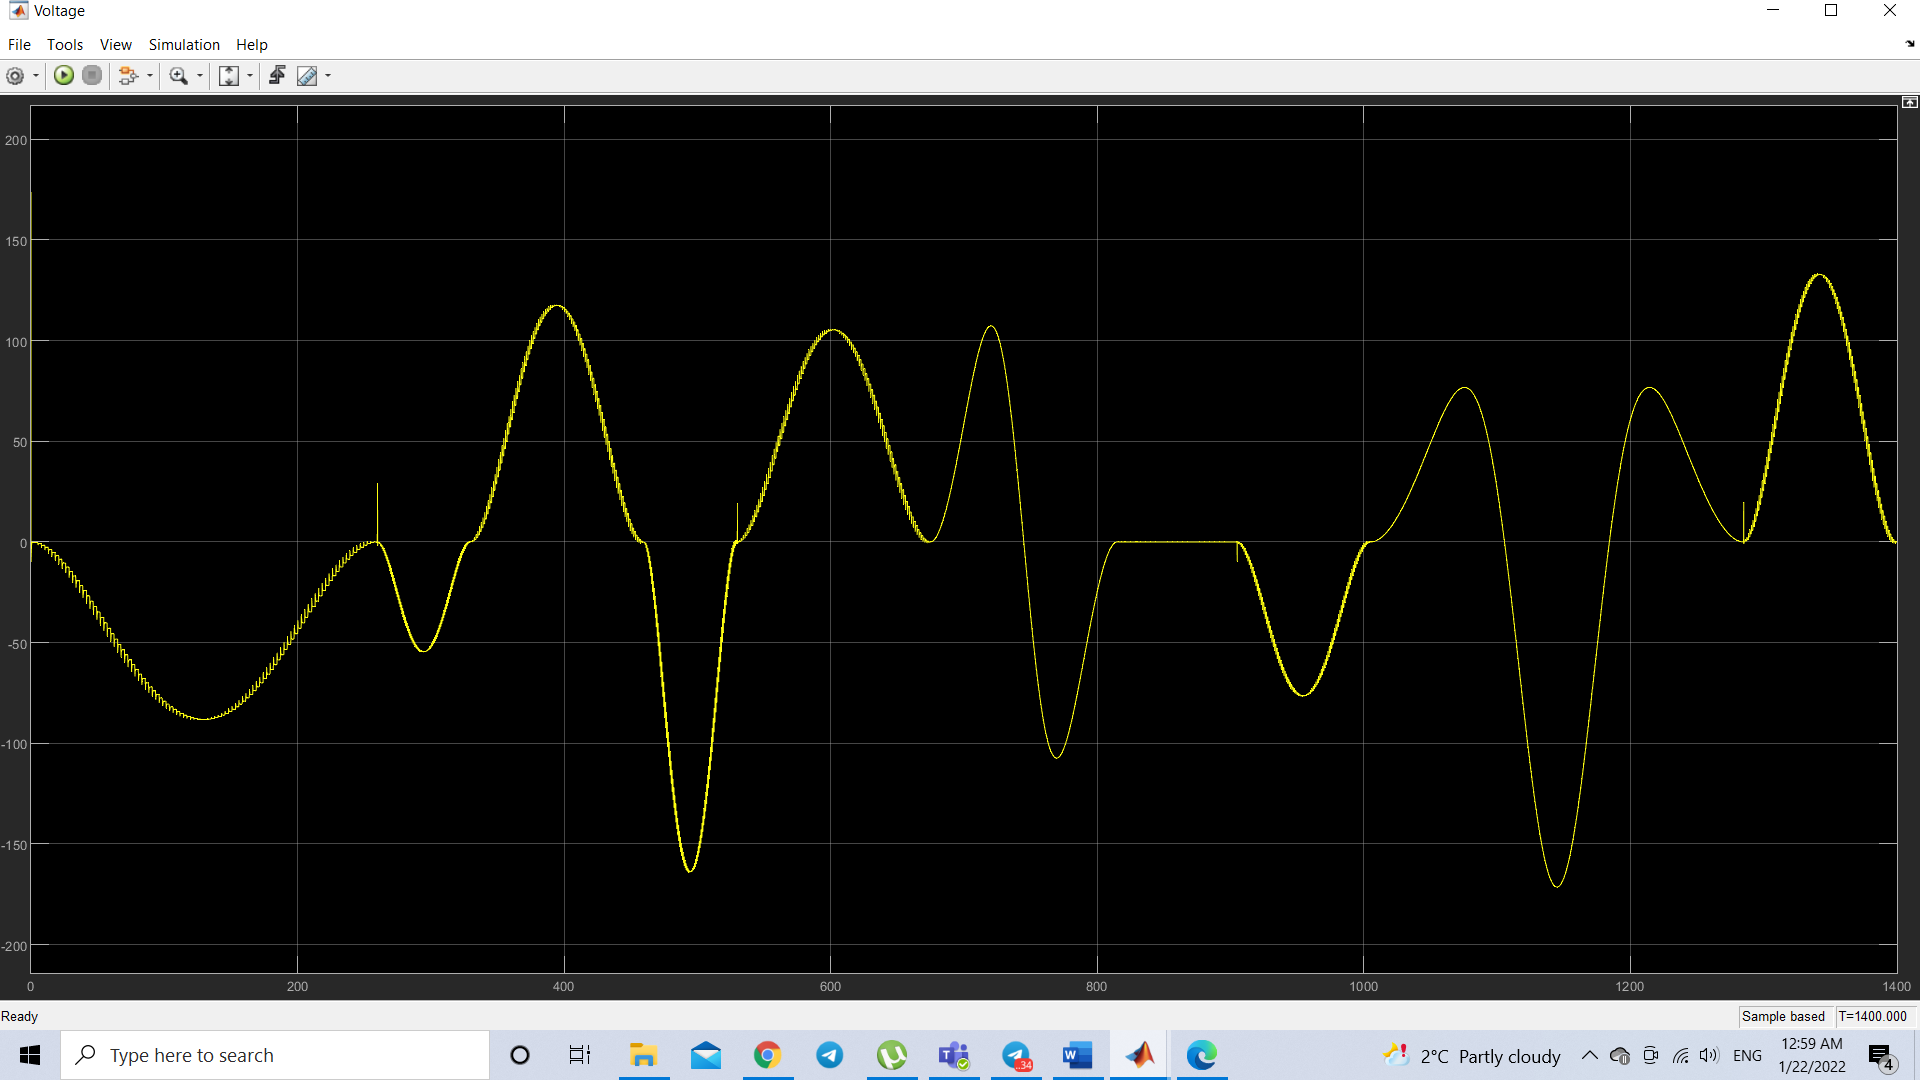 Voltage
File Tools View Simulation Help
200
150
100
50
0
-50
-100
-150
-200
0 200 400 600 800 1000 1200 1400
Ready
Sample based T=1400.000
Type here to search
..34
2°C Partly cloudy
ENG
12:59 AM
1/22/2022
4